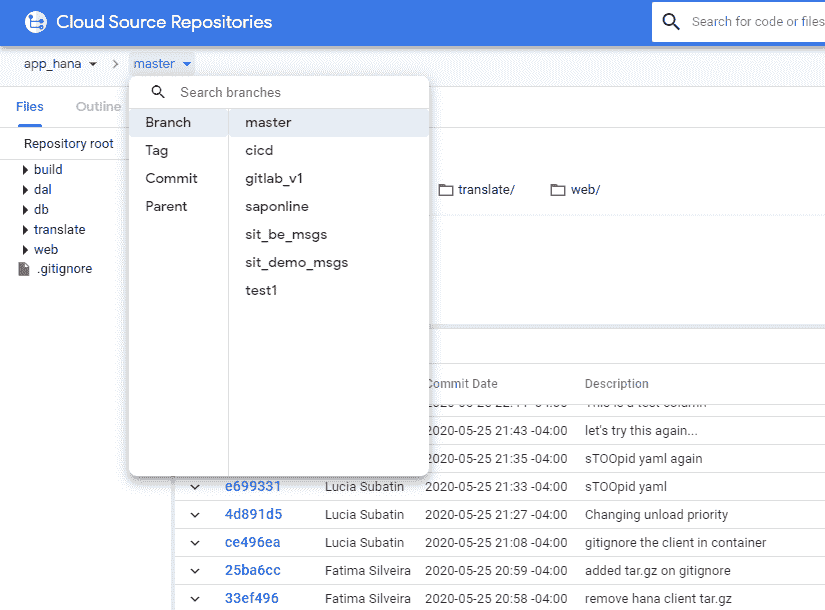 Cloud Source Repositories
Search for code or files
app_hana > master
Search branches
Files Outline
Branch master
Repository root
Tag cicd
build
Commit gitlab_v1
dal translate/ web/
Parent saponline
db
translate sit_be_msgs
web
sit_demo_msgs
.gitignore
test1
Commit Date Description
2020-05-25 21:43 -04:00 let's try this again...
2020-05-25 21:35 -04:00 sTOOpid yaml again
e699331 Lucia Subatin 2020-05-25 21:33 -04:00 sTOOpid yaml
4d891d5 Lucia Subatin 2020-05-25 21:27 -04:00 Changing unload priority
ce496ea Lucia Subatin 2020-05-25 21:08 -04:00 gitignore the client in container
25ba6cc Fatima Silveira 2020-05-25 20:59 -04:00 added tar.gz on gitignore
33ef496 Fatima Silveira 2020-05-25 20:58 -04:00 remove hana client tar.gz